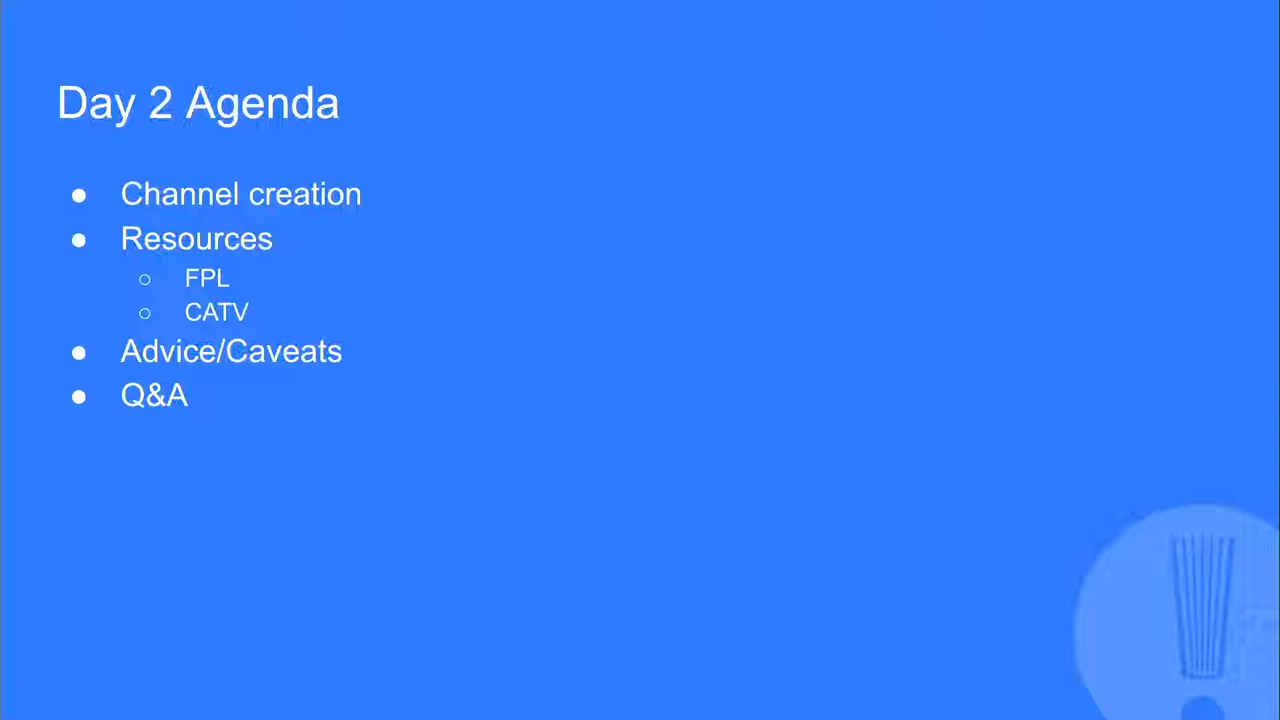 Day 2 Agenda
● Channel creation
● Resources
○ FPL
○ CATV
● Advice/Caveats
● Q&A